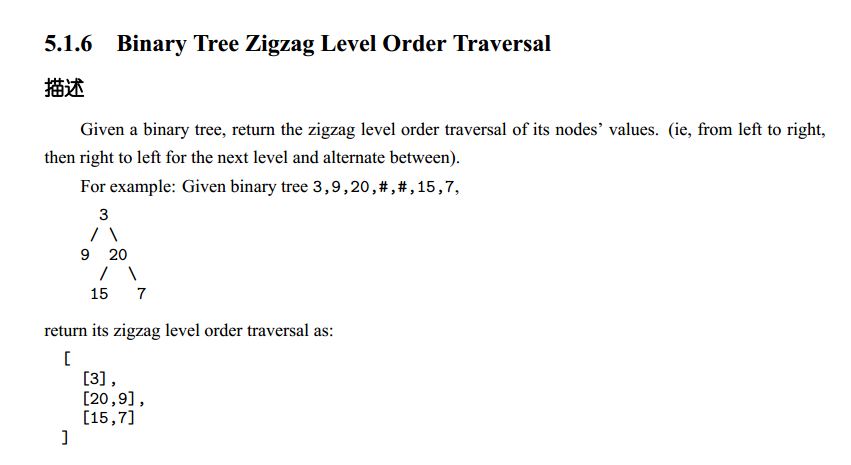 5.1.6 Binary Tree Zigzag Level Order Traversal
描述
Given a binary tree, return the zigzag level order traversal of its nodes’ values. (ie, from left to right,
then right to left for the next level and alternate between).
For example: Given binary tree 3,9,20,#,#,15,7,
3
/ \
9 20
/ \
15 7
return its zigzag level order traversal as:
[
[3],
[20,9],
[15,7]
]